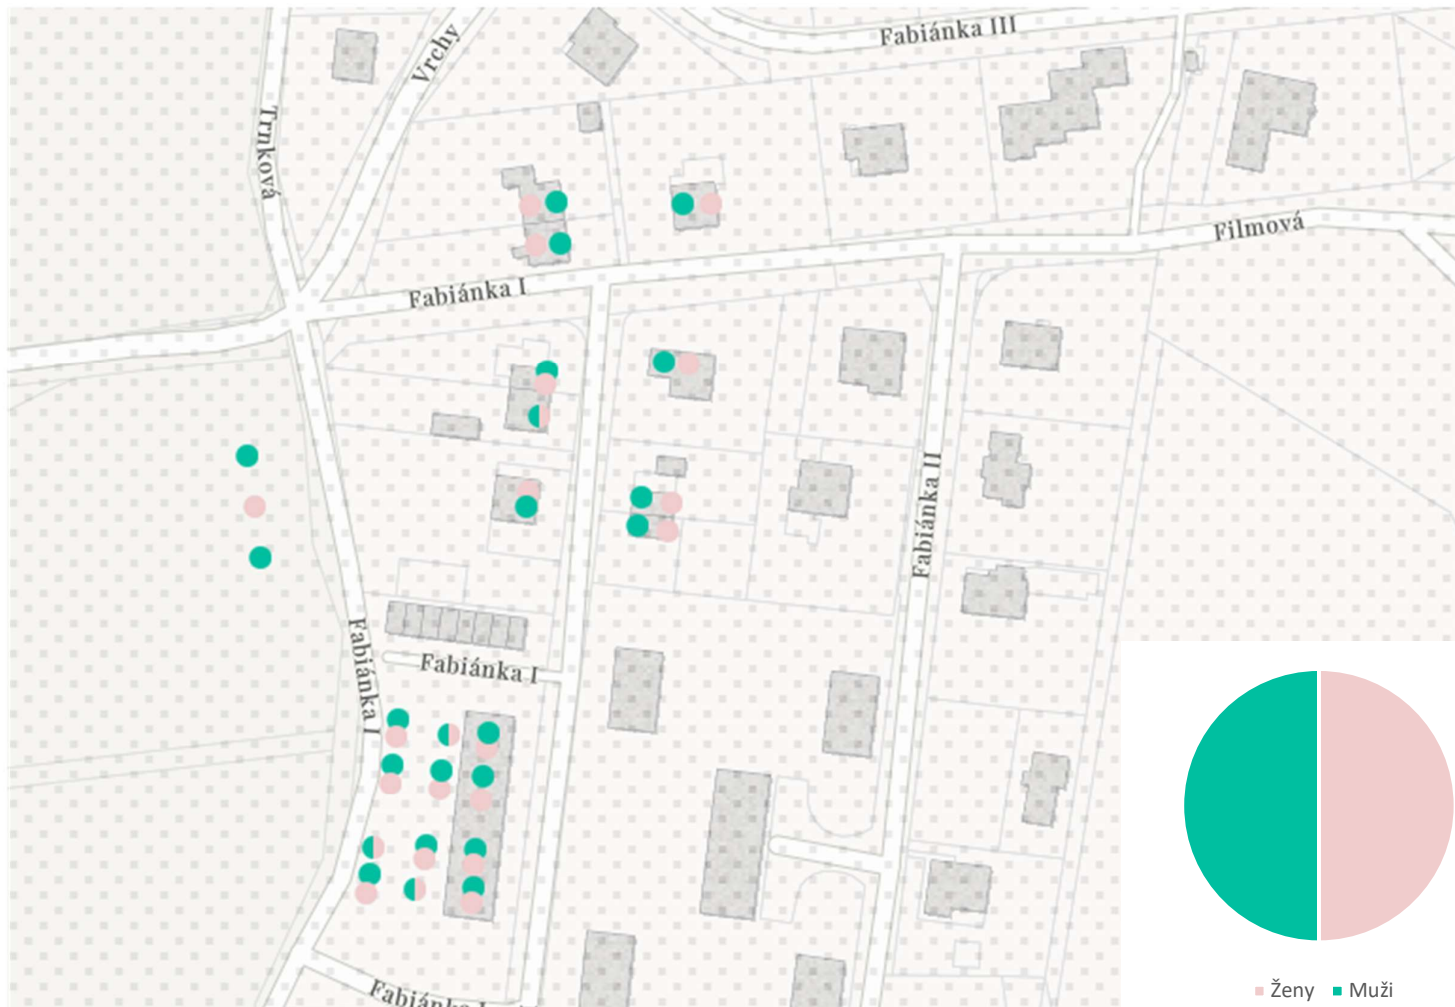 Fabiánka III
Vrchy
Trnková
Filmová
Fabiánka I
Fabiánka II
Fabiánka I
Fabiánka I
Ženy Muži